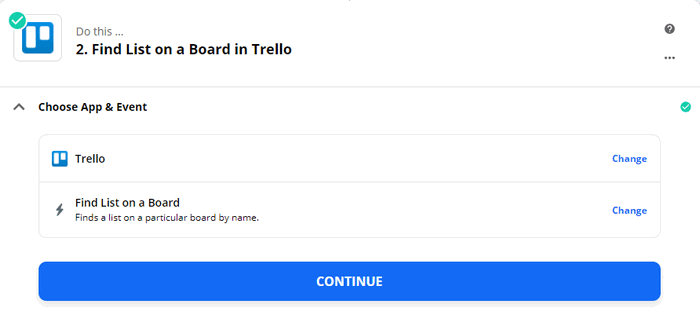 Do this ...
2. Find List on a Board in Trello
Choose App & Event
Trello
Change
Find List on a Board
Finds a list on a particular board by name.
Change
CONTINUE